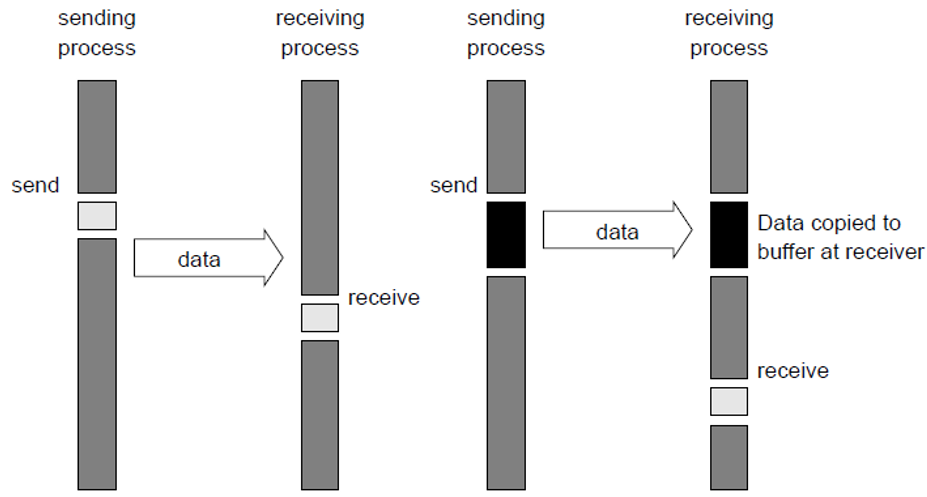 sending
process
receiving
process
send
data
receive
sending
process
receiving
process
send
data
Data copied to
buffer at receiver
receive